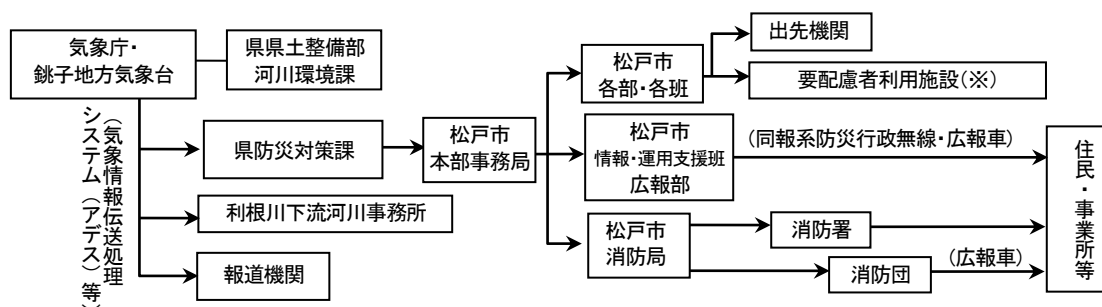 気象庁・
銚子地方気象台
県県土整備部
河川環境課
(気象情報伝送処理
システム(アデス)等)
県防災対策課
利根川下流河川事務所
報道機関
松戸市
本部事務局
松戸市
各部・各班
出先機関
要配慮者利用施設(※)
松戸市
情報・運用支援班
広報部
(同報系防災行政無線・広報車)
松戸市
消防局
消防署
消防団
(広報車)
住民・事業所等